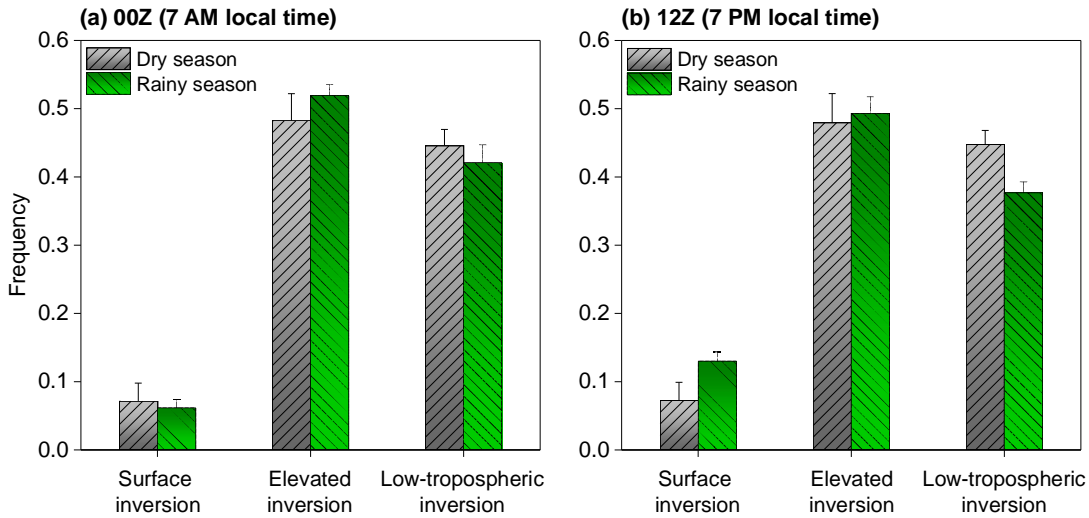 (a) 00Z (7 AM local time)
0.6
0.5
0.4
0.3
0.2
0.1
0.0
Frequency
Dry season
Rainy season
Surface
inversion
Elevated
inversion
Low-tropospheric
inversion
(b) 12Z (7 PM local time)
0.6
0.5
0.4
0.3
0.2
0.1
0.0
Dry season
Rainy season
Surface
inversion
Elevated
inversion
Low-tropospheric
inversion